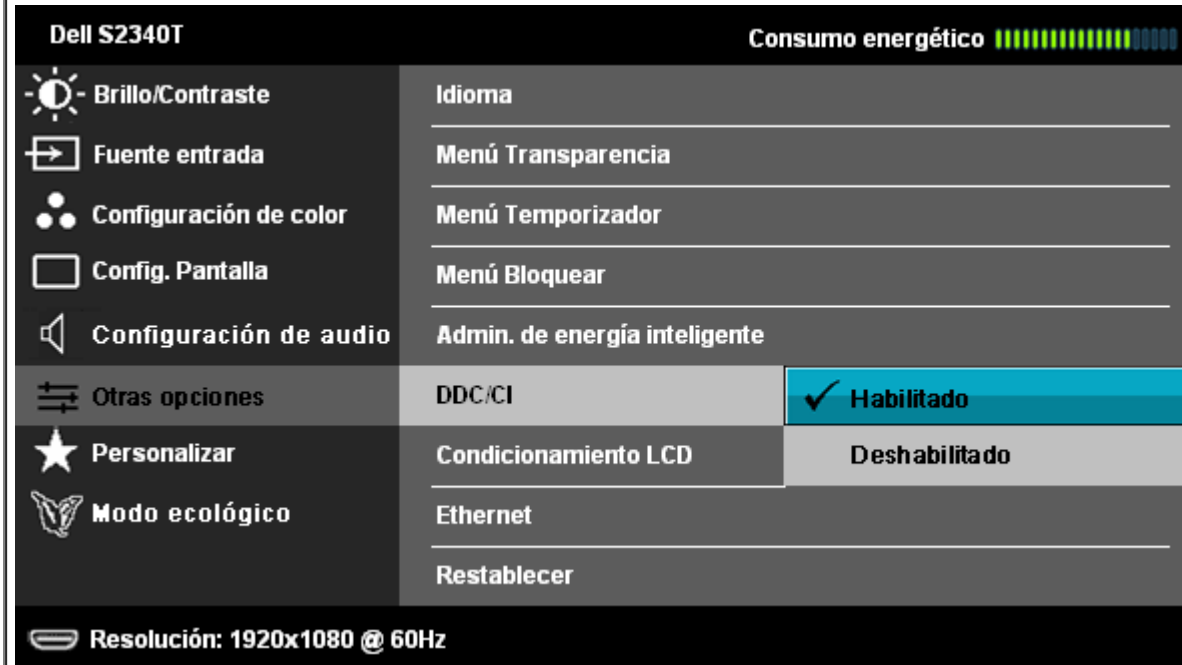 Dell S2340T
Consumo energético
Brillo/Contraste
Idioma
Fuente entrada
Menú Transparencia
Configuración de color
Menú Temporizador
Config. Pantalla
Menú Bloquear
Configuración de audio
Admin. de energía inteligente
Otras opciones
DDC/CI
Habilitado
Personalizar
Condicionamiento LCD
Deshabilitado
Modo ecológico
Ethernet
Restablecer
Resolución: 1920x1080 @ 60Hz